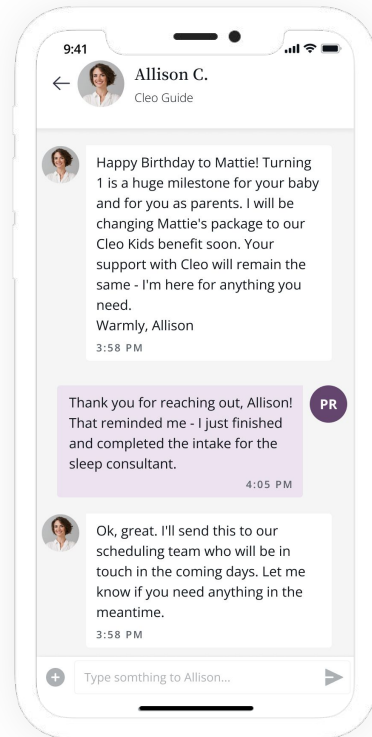 9:41
Allison C.
Cleo Guide
Happy Birthday to Mattie! Turning
1 is a huge milestone for your baby
and for you as parents. I will be
changing Mattie's package to our
Cleo Kids benefit soon. Your
support with Cleo will remain the
same - I'm here for anything you
need.
Warmly, Allison
3:58 PM
Thank you for reaching out, Allison!
That reminded me - I just finished
and completed the intake for the
sleep consultant.
4:05 PM
PR
Ok, great. I'll send this to our
scheduling team who will be in
touch in the coming days. Let me
know if you need anything in the
meantime.
3:58 PM
Type somthing to Allison...